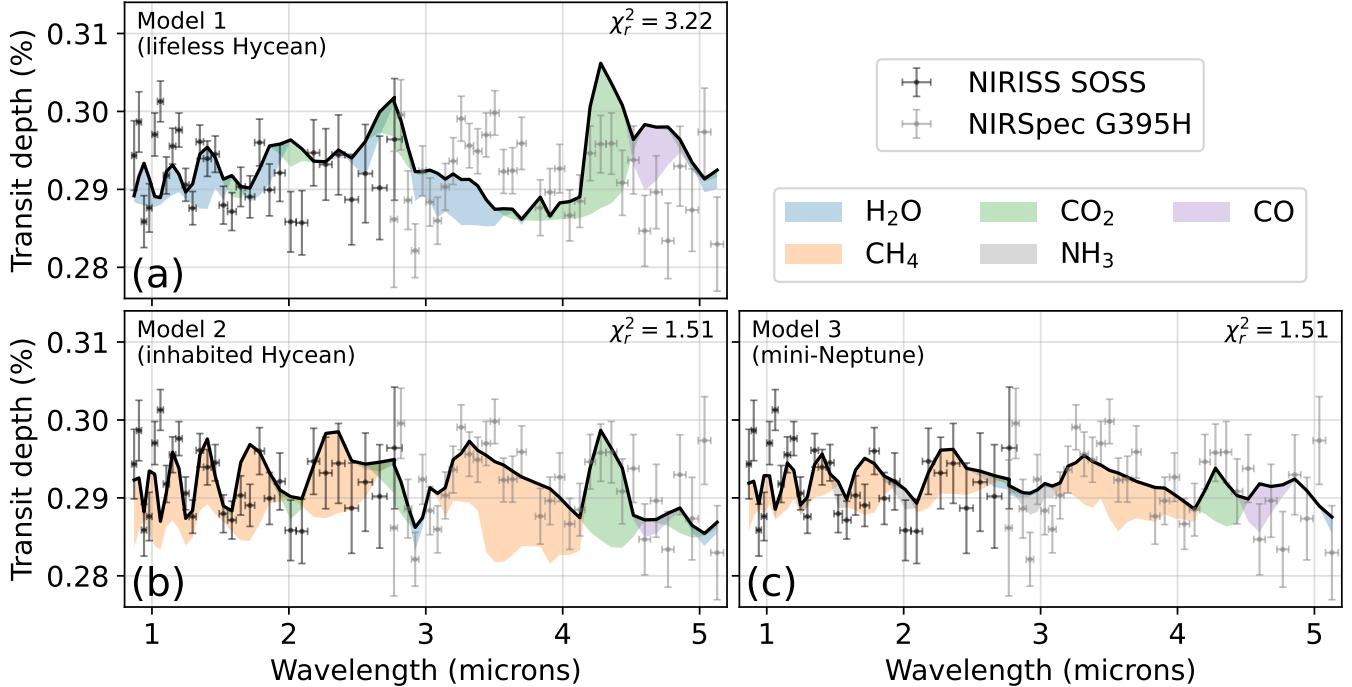 Model 1
(lifeless Hycean)
χ²ᵣ = 3.22
0.31
0.30
0.29
0.28
Transit depth (%)
(a)
NIRISS SOSS
NIRSpec G395H
H₂O
CO₂
CO
CH₄
NH₃
Model 2
(inhabited Hycean)
χ²ᵣ = 1.51
0.31
0.30
0.29
0.28
Transit depth (%)
(b)
1 2 3 4 5
Wavelength (microns)
Model 3
(mini-Neptune)
χ²ᵣ = 1.51
(c)
1 2 3 4 5
Wavelength (microns)